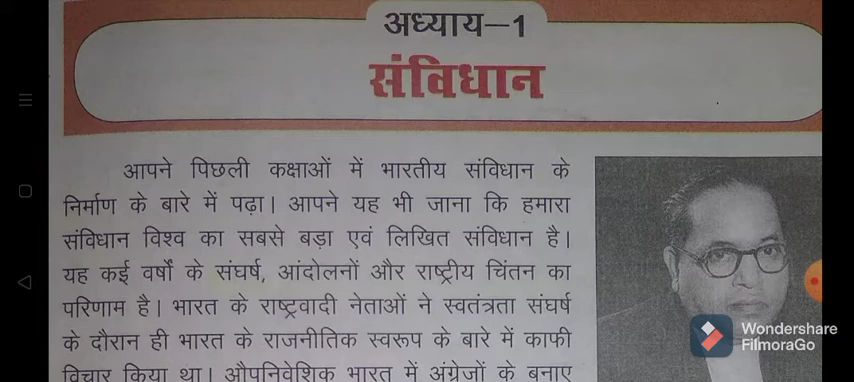 अध्याय–1
संविधान
आपने पिछली कक्षाओं में भारतीय संविधान के
निर्माण के बारे में पढ़ा। आपने यह भी जाना कि हमारा
संविधान विश्व का सबसे बड़ा एवं लिखित संविधान है।
यह कई वर्षों के संघर्ष, आंदोलनों और राष्ट्रीय चिंतन का
परिणाम है। भारत के राष्ट्रवादी नेताओं ने स्वतंत्रता संघर्ष
के दौरान ही भारत के राजनीतिक स्वरूप के बारे में काफी
विचार किया था। औपनिवेशिक भारत में अंग्रेजों के बनाए
Wondershare
FilmoraGo